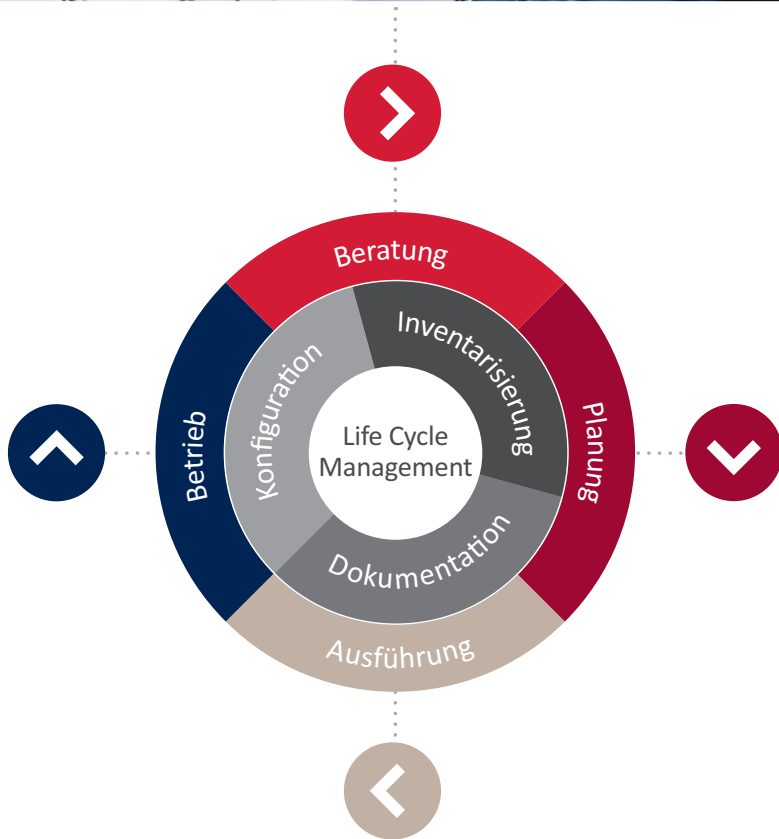 Beratung
Inventarisierung
Konfiguration
Life Cycle
Management
Betrieb
Planung
Dokumentation
Ausführung